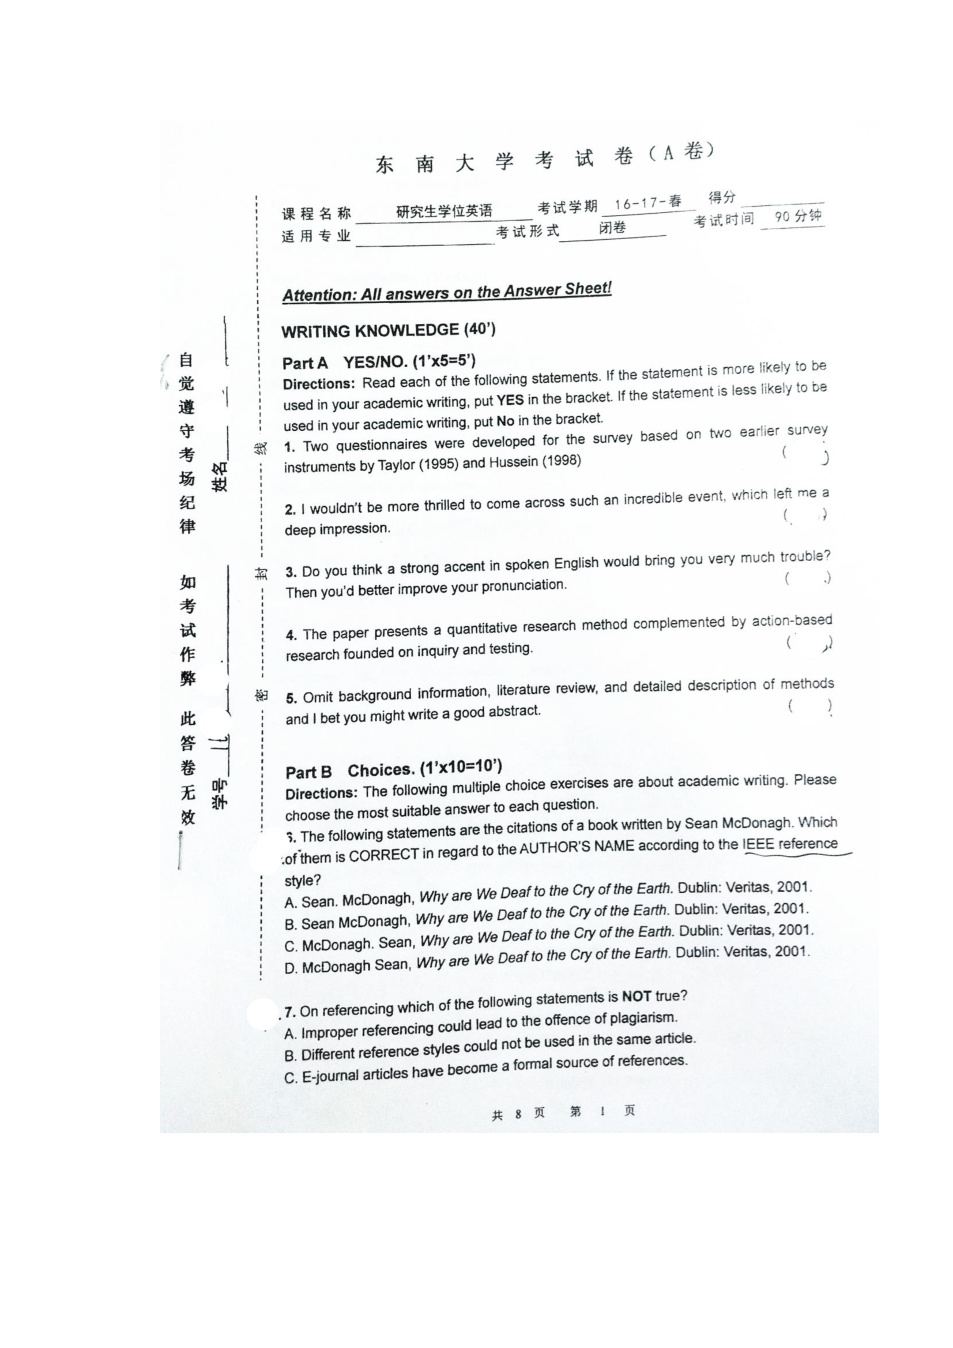 东 南 大 学 考 试 卷（A 卷）
课 程 名 称 研究生学位英语 考试学期 16-17-春 得分
适 用 专 业 考 试 形 式 闭卷 考试时间 90 分钟
Attention: All answers on the Answer Sheet!
WRITING KNOWLEDGE (40')
Part A YES/NO. (1'x5=5')
Directions: Read each of the following statements. If the statement is more likely to be
used in your academic writing, put YES in the bracket. If the statement is less likely to be
used in your academic writing, put No in the bracket.
1. Two questionnaires were developed for the survey based on two earlier survey
instruments by Taylor (1995) and Hussein (1998) ( )
2. I wouldn't be more thrilled to come across such an incredible event, which left me a
deep impression. ( )
3. Do you think a strong accent in spoken English would bring you very much trouble?
Then you'd better improve your pronunciation. ( )
4. The paper presents a quantitative research method complemented by action-based
research founded on inquiry and testing. ( )
5. Omit background information, literature review, and detailed description of methods
and I bet you might write a good abstract. ( )
Part B Choices. (1'x10=10')
Directions: The following multiple choice exercises are about academic writing. Please
choose the most suitable answer to each question.
. The following statements are the citations of a book written by Sean McDonagh. Which
of them is CORRECT in regard to the AUTHOR'S NAME according to the IEEE reference
style?
A. Sean. McDonagh, Why are We Deaf to the Cry of the Earth. Dublin: Veritas, 2001.
B. Sean McDonagh, Why are We Deaf to the Cry of the Earth. Dublin: Veritas, 2001.
C. McDonagh. Sean, Why are We Deaf to the Cry of the Earth. Dublin: Veritas, 2001.
D. McDonagh Sean, Why are We Deaf to the Cry of the Earth. Dublin: Veritas, 2001.
7. On referencing which of the following statements is NOT true?
A. Improper referencing could lead to the offence of plagiarism.
B. Different reference styles could not be used in the same article.
C. E-journal articles have become a formal source of references.
共 8 页 第 1 页
自觉遵守考场纪律 如考试作弊 此答卷无效
姓名
学号
线
封
密